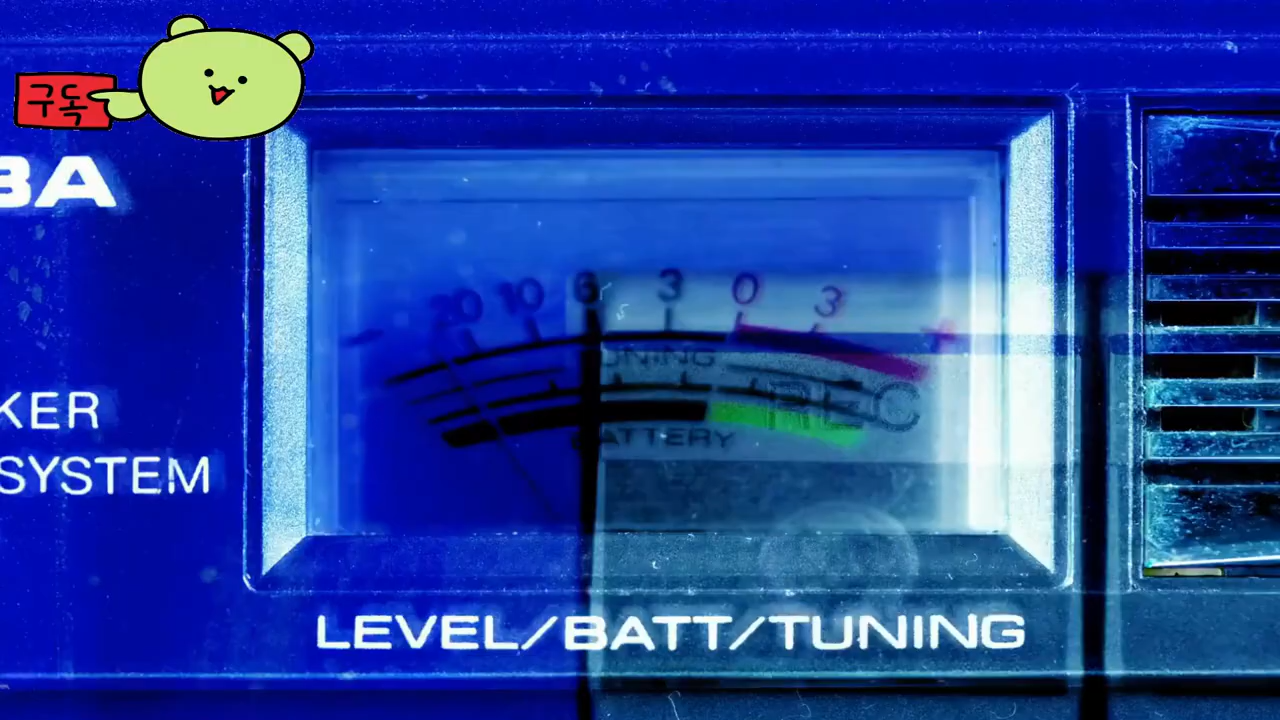 구독
BA
KER
SYSTEM
20 10 6 3 0 3
- +
TUNING
REC
BATTERY
LEVEL/BATT/TUNING